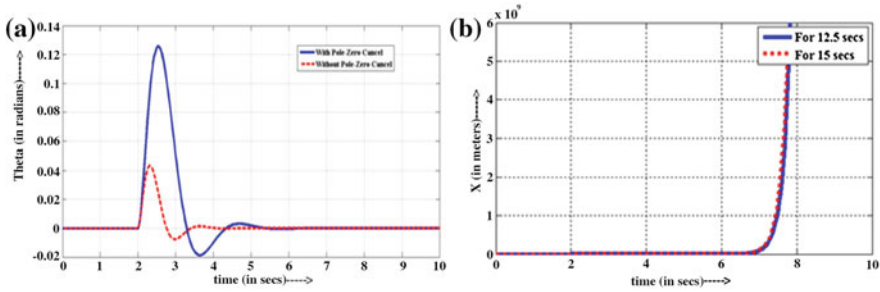 (a)
Theta (in radians)----->
0.14
0.12
0.1
0.08
0.06
0.04
0.02
0
-0.02
With Pole Zero Cancel
Without Pole Zero Cancel
0 1 2 3 4 5 6 7 8 9 10
time (in secs)----->
(b)
x 10^9
X (in meters)---->
6
5
4
3
2
1
0
For 12.5 secs
For 15 secs
0 2 4 6 8 10
time (in secs)----->